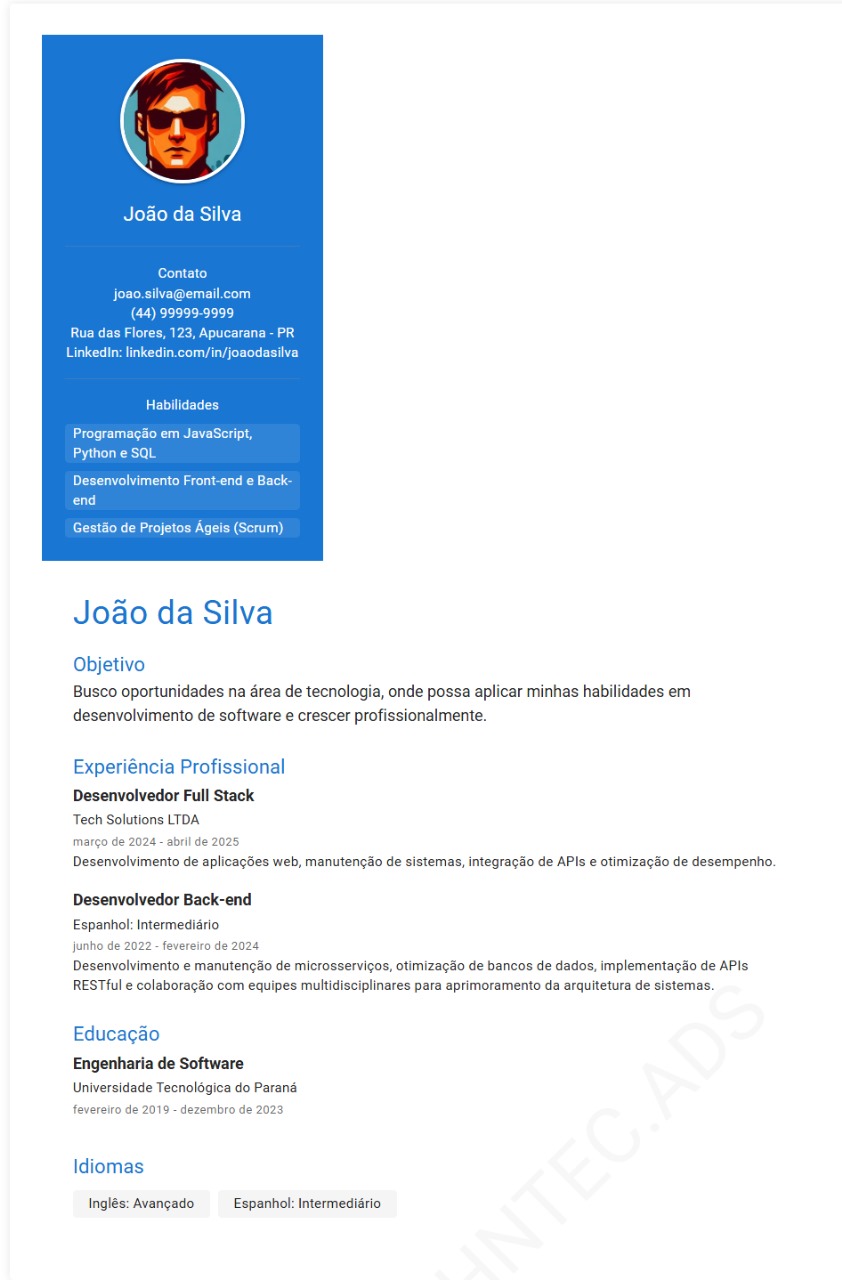 João da Silva
Contato
joao.silva@email.com
(44) 99999-9999
Rua das Flores, 123, Apucarana - PR
LinkedIn: linkedin.com/in/joaodasilva
Habilidades
Programação em JavaScript,
Python e SQL
Desenvolvimento Front-end e Back-
end
Gestão de Projetos Ágeis (Scrum)
João da Silva
Objetivo
Busco oportunidades na área de tecnologia, onde possa aplicar minhas habilidades em
desenvolvimento de software e crescer profissionalmente.
Experiência Profissional
Desenvolvedor Full Stack
Tech Solutions LTDA
março de 2024 - abril de 2025
Desenvolvimento de aplicações web, manutenção de sistemas, integração de APIs e otimização de desempenho.
Desenvolvedor Back-end
Espanhol: Intermediário
junho de 2022 - fevereiro de 2024
Desenvolvimento e manutenção de microsserviços, otimização de bancos de dados, implementação de APIs
RESTful e colaboração com equipes multidisciplinares para aprimoramento da arquitetura de sistemas.
Educação
Engenharia de Software
Universidade Tecnológica do Paraná
fevereiro de 2019 - dezembro de 2023
Idiomas
Inglês: Avançado
Espanhol: Intermediário
HNTEC.ADS